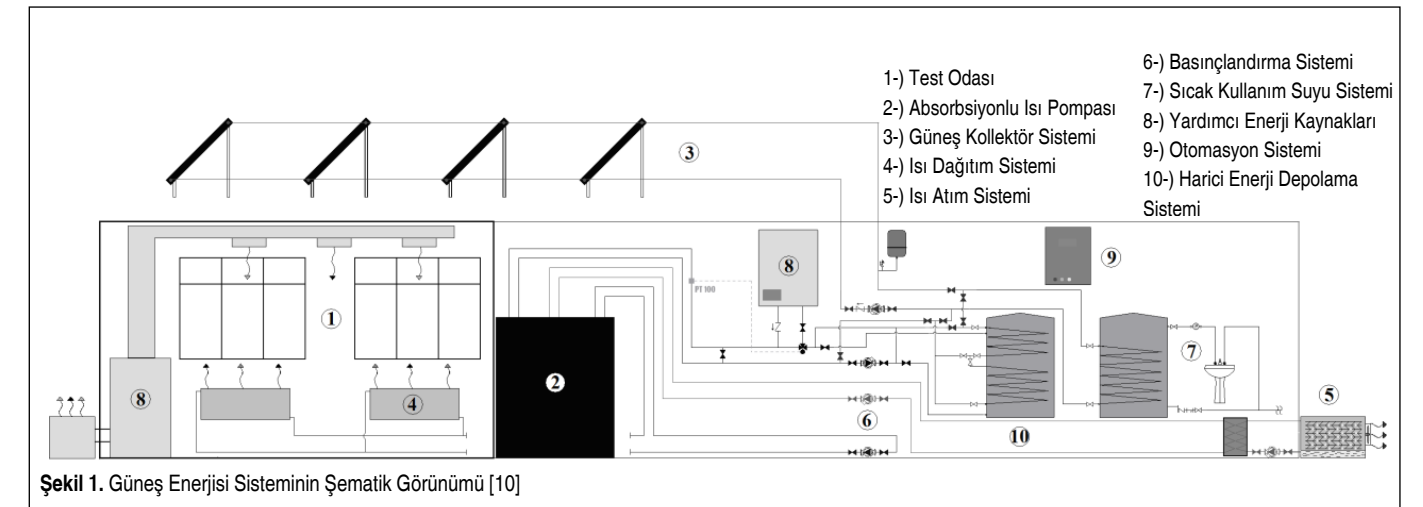 1-) Test Odası
2-) Absorbsiyonlu Isı Pompası
3-) Güneş Kollektör Sistemi
4-) Isı Dağıtım Sistemi
5-) Isı Atım Sistemi
6-) Basınçlandırma Sistemi
7-) Sıcak Kullanım Suyu Sistemi
8-) Yardımcı Enerji Kaynakları
9-) Otomasyon Sistemi
10-) Harici Enerji Depolama
Sistemi
3
8
9
PT 100
1
2
7
8
4
6
10
5
Şekil 1. Güneş Enerjisi Sisteminin Şematik Görünümü [10]